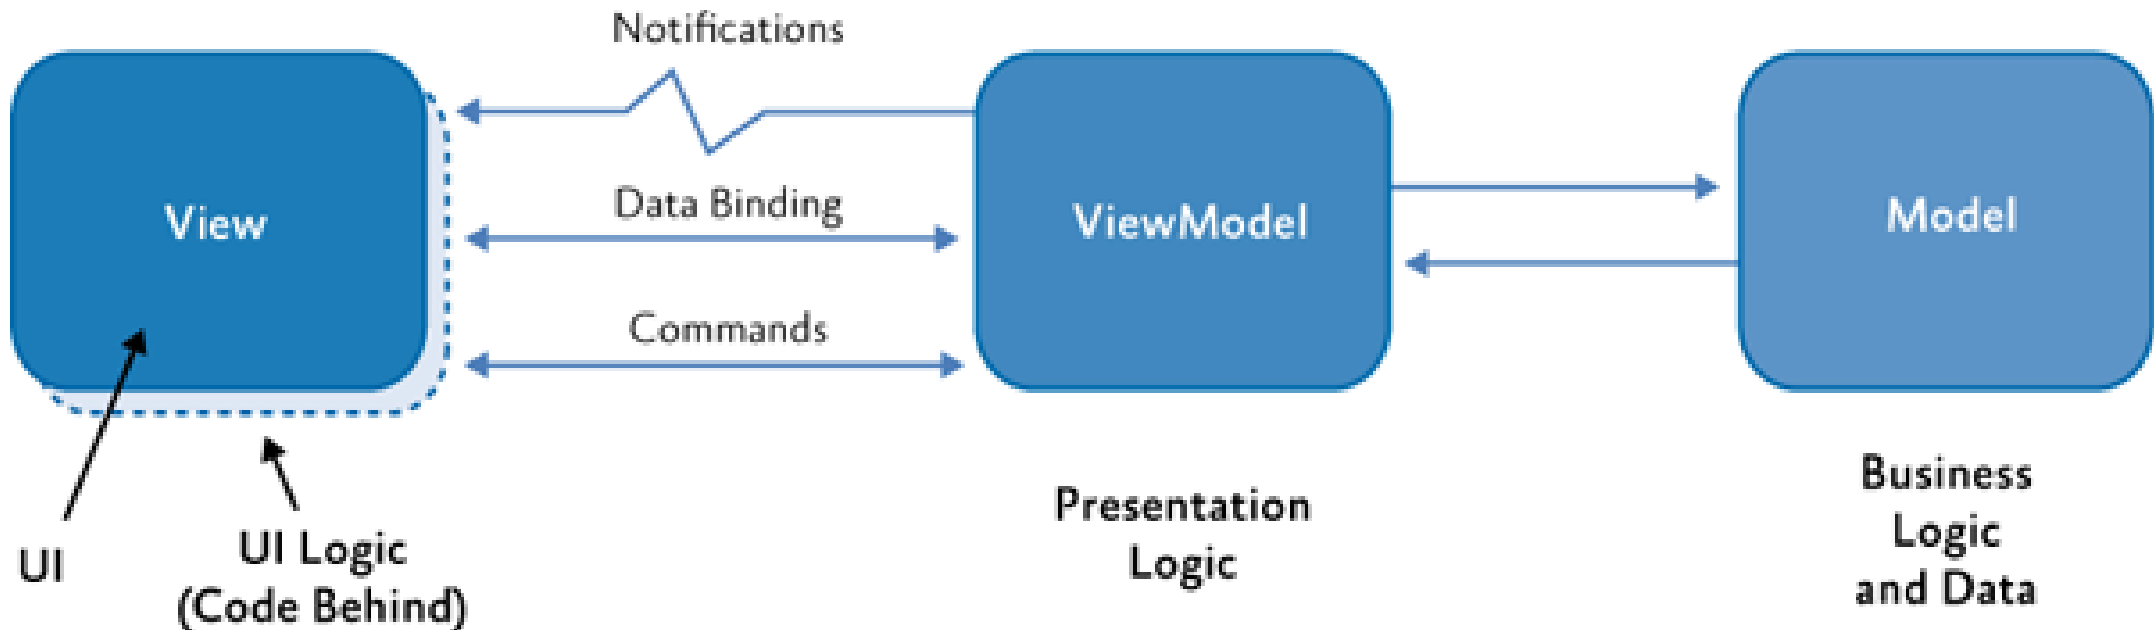 Notifications
View
Data Binding
ViewModel
Model
Commands
UI
UI Logic
(Code Behind)
Presentation
Logic
Business
Logic
and Data